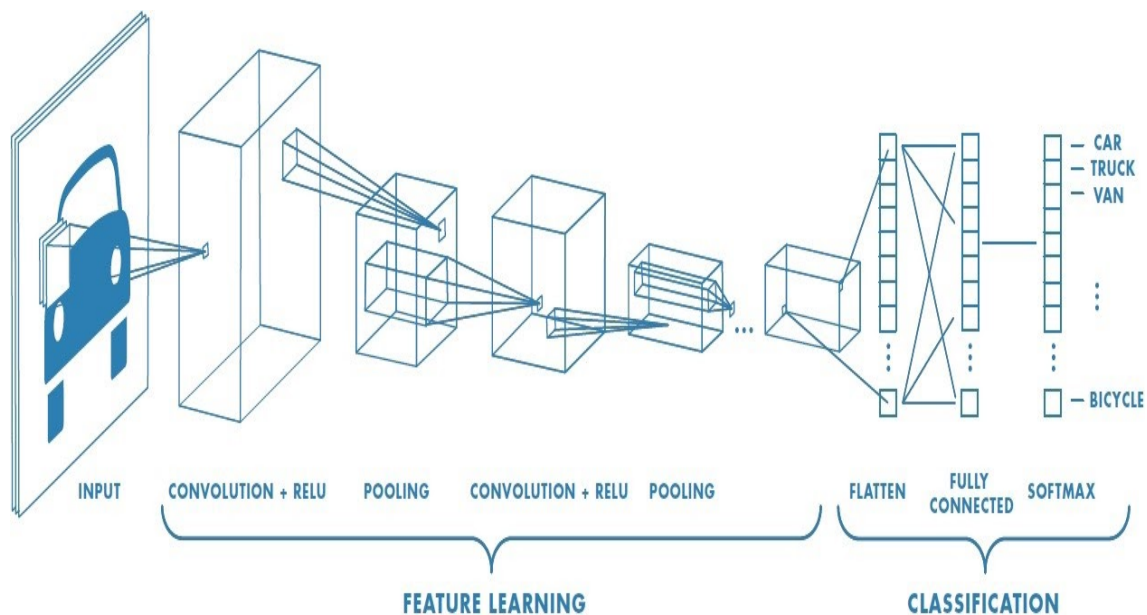 CAR
TRUCK
VAN
BICYCLE
INPUT
CONVOLUTION + RELU
POOLING
CONVOLUTION + RELU
POOLING
FLATTEN
FULLY
CONNECTED
SOFTMAX
FEATURE LEARNING
CLASSIFICATION